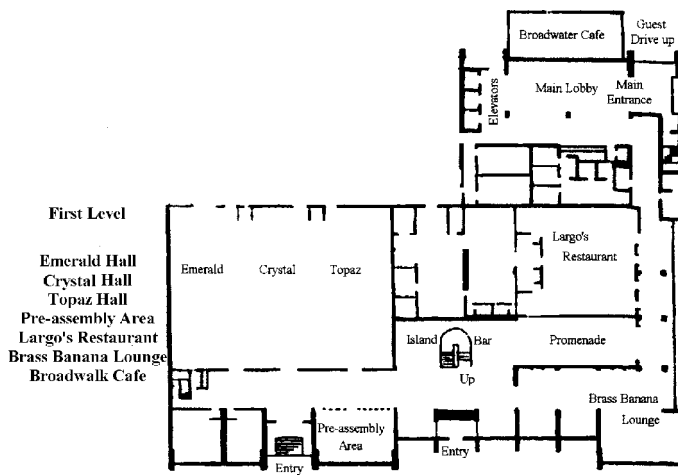 Broadwater Cafe
Guest
Drive up
Elevators
Main Lobby
Main
Entrance
First Level
Emerald Hall
Crystal Hall
Topaz Hall
Pre-assembly Area
Largo's Restaurant
Brass Banana Lounge
Broadwalk Cafe
Emerald
Crystal
Topaz
Largo's
Restaurant
Island
Bar
Up
Promenade
Brass Banana
Lounge
Pre-assembly
Area
Entry
Entry